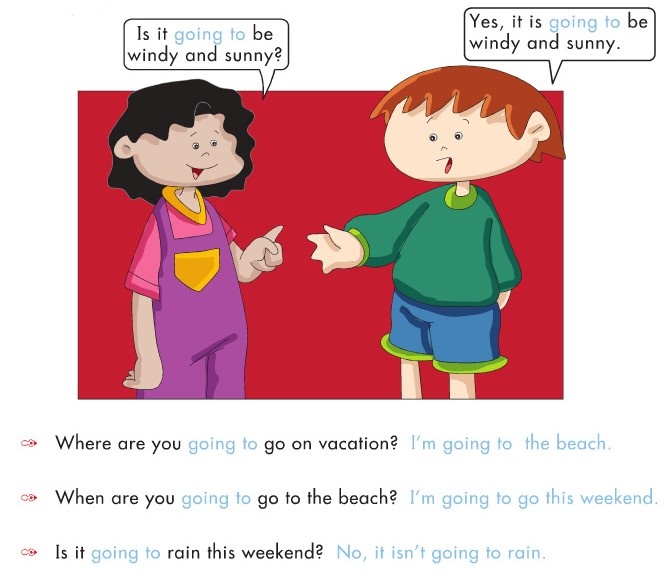 Is it going to be
windy and sunny?
Yes, it is going to be
windy and sunny.
Where are you going to go on vacation? I'm going to the beach.
When are you going to go to the beach? I'm going to go this weekend.
Is it going to rain this weekend? No, it isn't going to rain.